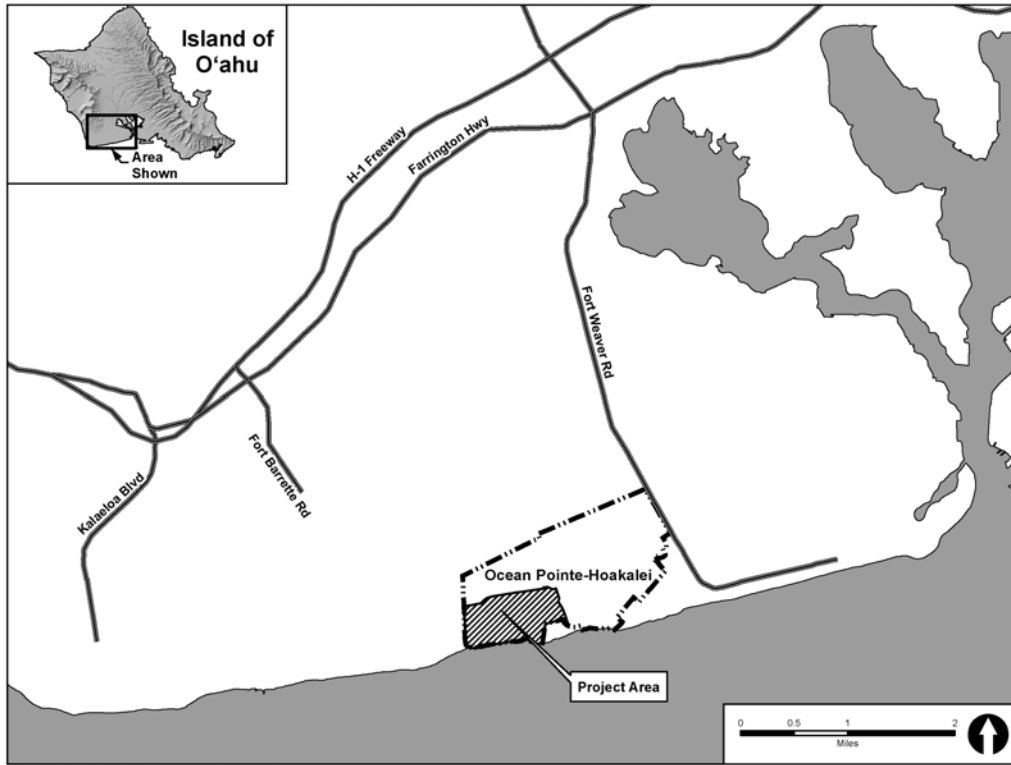 Island of
Oʻahu
Area
Shown
H-1 Freeway
Farrington Hwy
Fort Weaver Rd
Fort Barrette Rd
Kalaeloa Blvd
Ocean Pointe-Hoakalei
Project Area
0 0.5 1 2
Miles